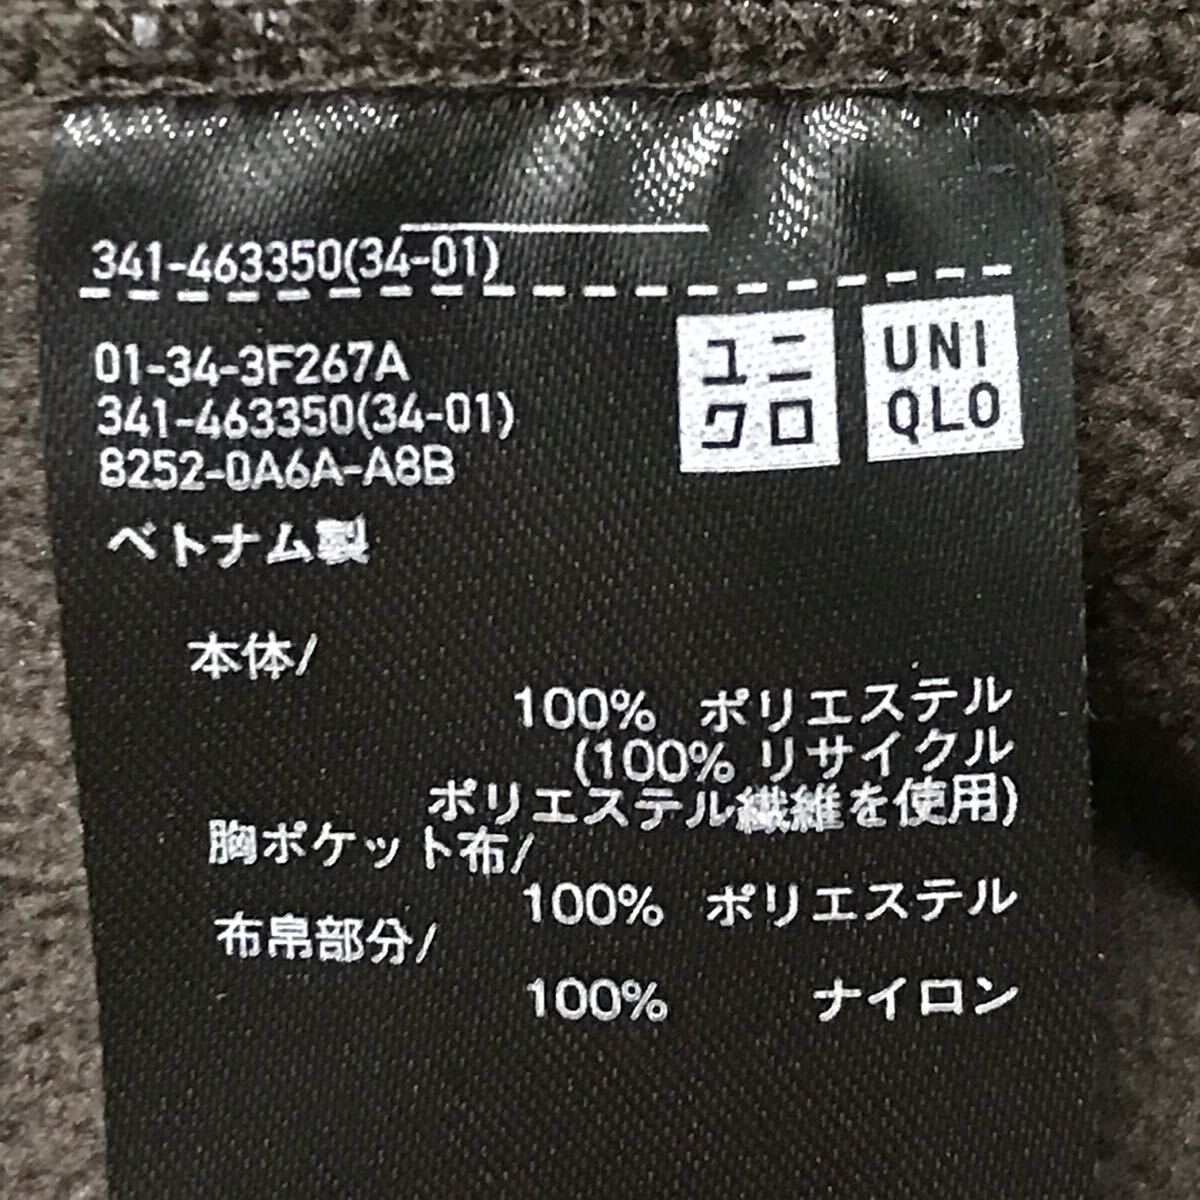 341-463350(34-01)
01-34-3F267A
341-463350(34-01)
8252-0A6A-A8B
ユニ
クロ
UNI
QLO
ベトナム製
本体/
100% ポリエステル
(100% リサイクル
ポリエステル繊維を使用)
胸ポケット布/
100% ポリエステル
布帛部分/
100% ナイロン